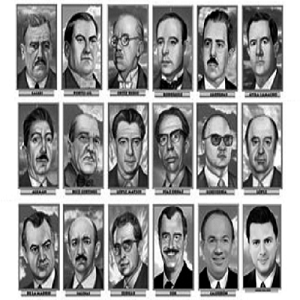 CALLES
PORTES GIL
ORTIZ RUBIO
RODRIGUEZ
CARDENAS
AVILA CAMACHO
ALEMAN
RUIZ CORTINES
LOPEZ MATEOS
DIAZ ORDAZ
ECHEVERRIA
LOPEZ
DE LA MADRID
SALINAS
ZEDILLO
FOX
CALDERON